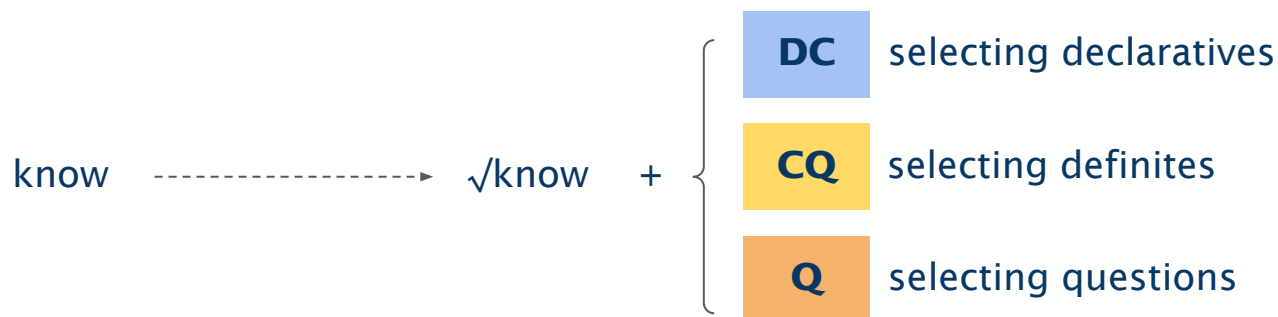 DC selecting declaratives
know √know + CQ selecting definites
Q selecting questions